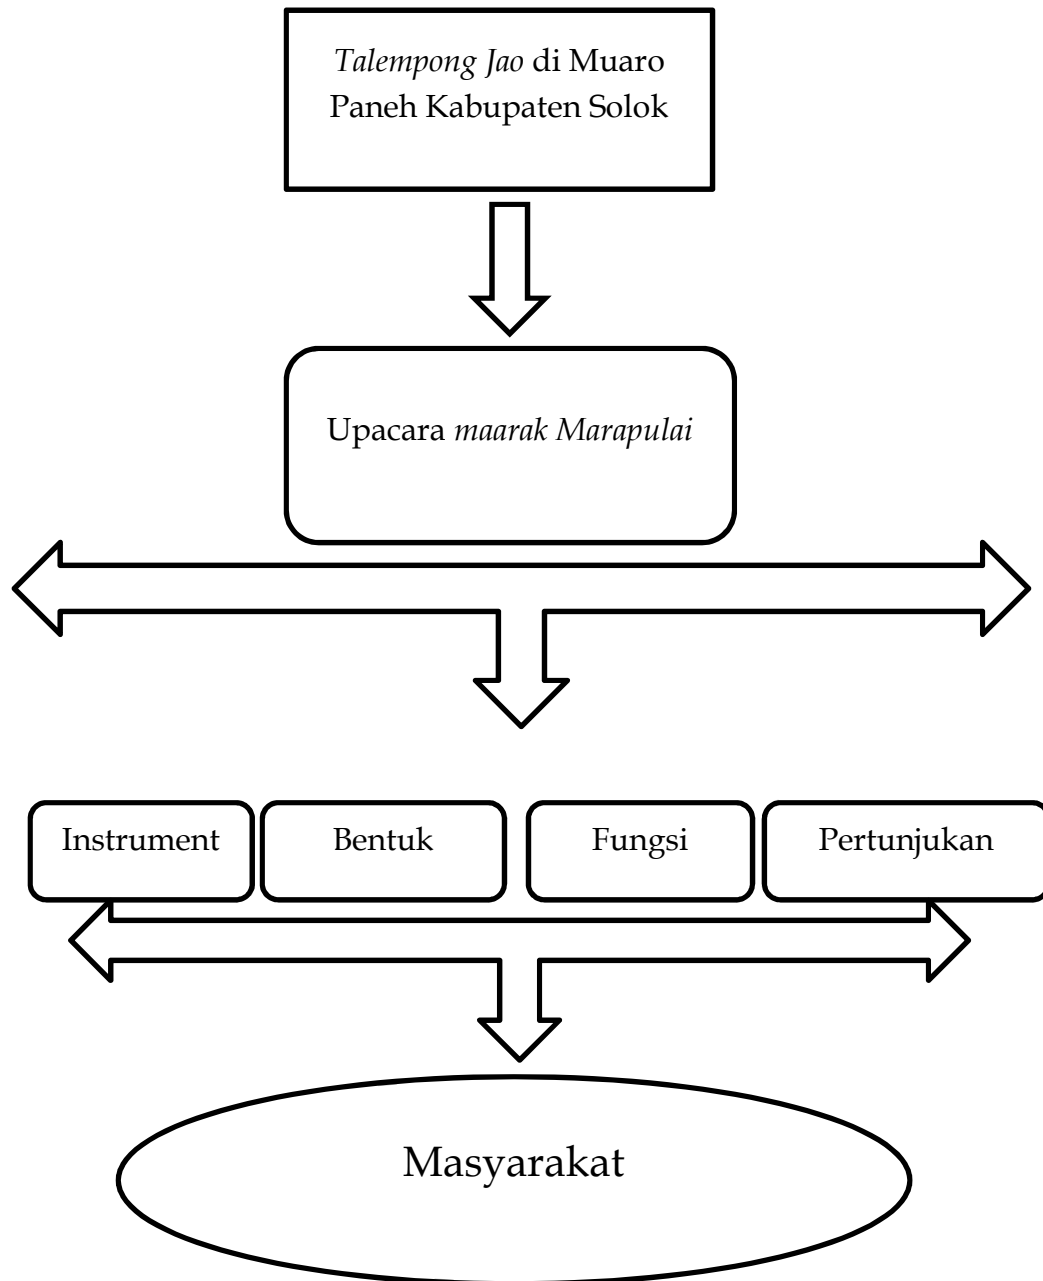 Talempong Jao di Muaro
Paneh Kabupaten Solok
Upacara maarak Marapulai
Instrument
Bentuk
Fungsi
Pertunjukan
Masyarakat